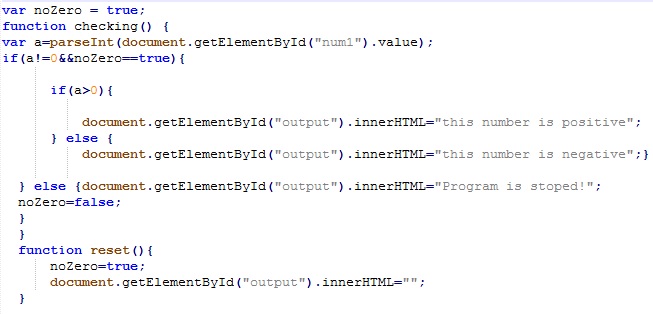 var noZero = true;
function checking() {
var a=parseInt(document.getElementById("num1").value);
if(a!=0&&noZero==true){
if(a>0){
document.getElementById("output").innerHTML="this number is positive";
} else {
document.getElementById("output").innerHTML="this number is negative";}
} else {document.getElementById("output").innerHTML="Program is stoped!";
noZero=false;
}
}
function reset(){
noZero=true;
document.getElementById("output").innerHTML="";
}